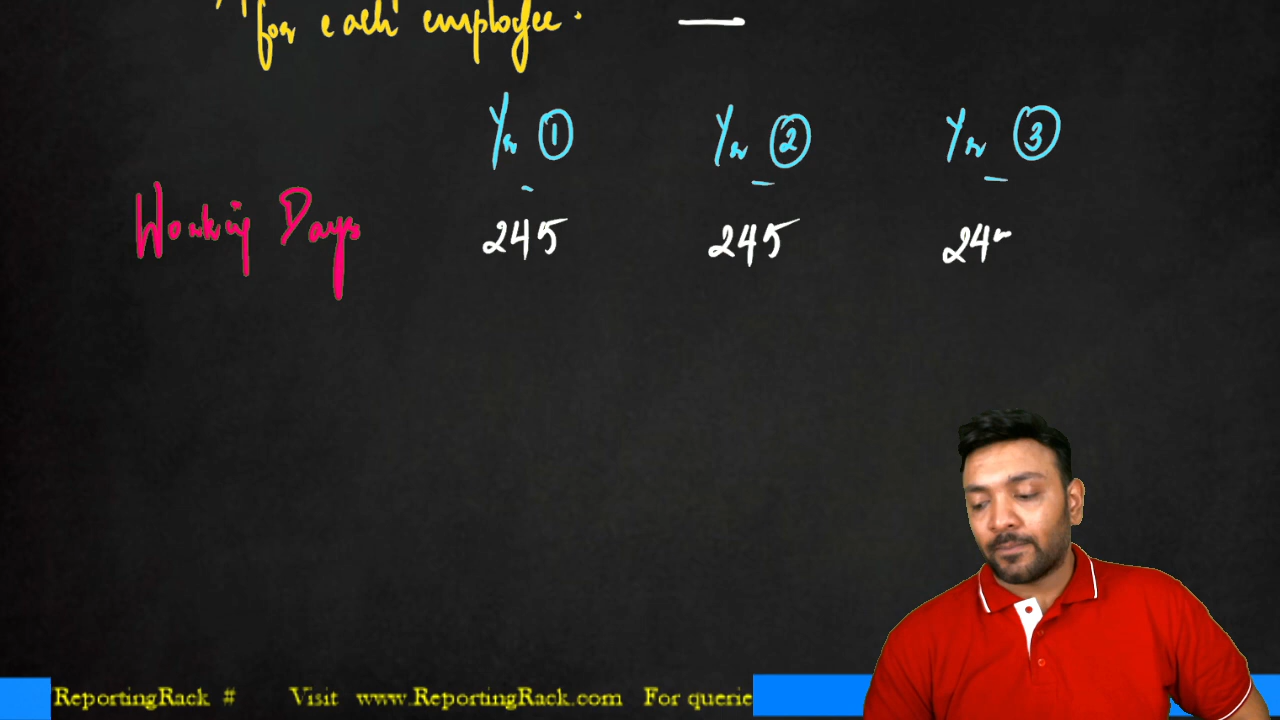 for each employee.
Yr ① Yr ② Yr ③
Working Days 245 245 24
ReportingRack # Visit www.ReportingRack.com For querie